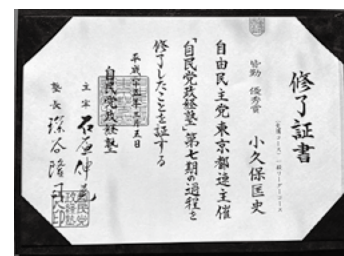 修了証書
皆勤 優秀賞 小久保匡史
自由民主党東京都連主催
「自民党政経塾」第七期の過程を
修了したことを証する
自民党政経塾
主宰 石原伸晃
塾長 深谷隆司